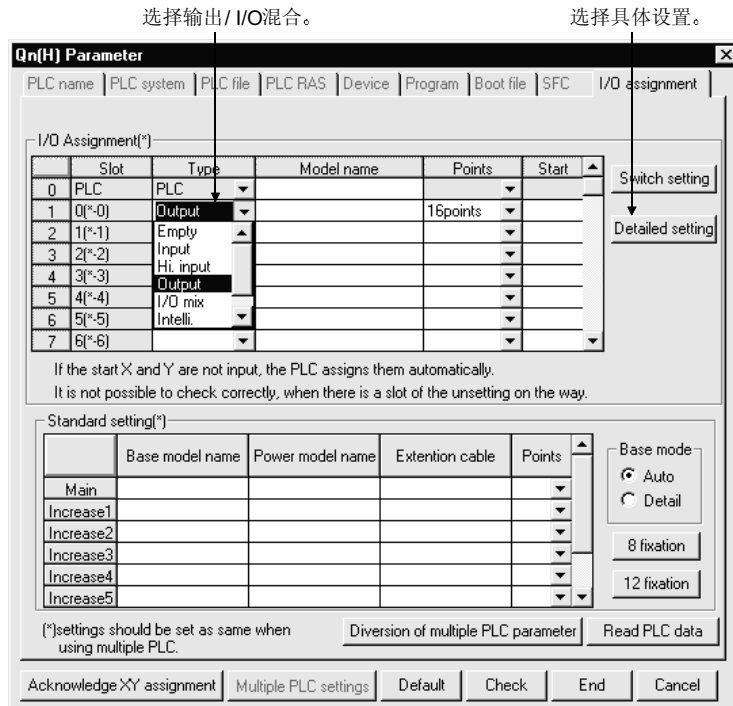 选择输出/ I/O混合。 选择具体设置。
Qn(H) Parameter
PLC name PLC system PLC file PLC RAS Device Program Boot file SFC I/O assignment
I/O Assignment(*)
Slot Type Model name Points Start
0 PLC PLC
1 0(*-0) Output 16points
2 1(*-1) Empty
3 2(*-2) Input
Hi. input
4 3(*-3) Output
5 4(*-4) I/O mix
6 5(*-5) Intelli.
7 6(*-6)
Switch setting
Detailed setting
If the start X and Y are not input, the PLC assigns them automatically.
It is not possible to check correctly, when there is a slot of the unsetting on the way.
Standard setting(*)
Base model name Power model name Extention cable Points
Main
Increase1
Increase2
Increase3
Increase4
Increase5
Base mode
Auto
Detail
8 fixation
12 fixation
(*)settings should be set as same when
using multiple PLC.
Diversion of multiple PLC parameter Read PLC data
Acknowledge XY assignment Multiple PLC settings Default Check End Cancel